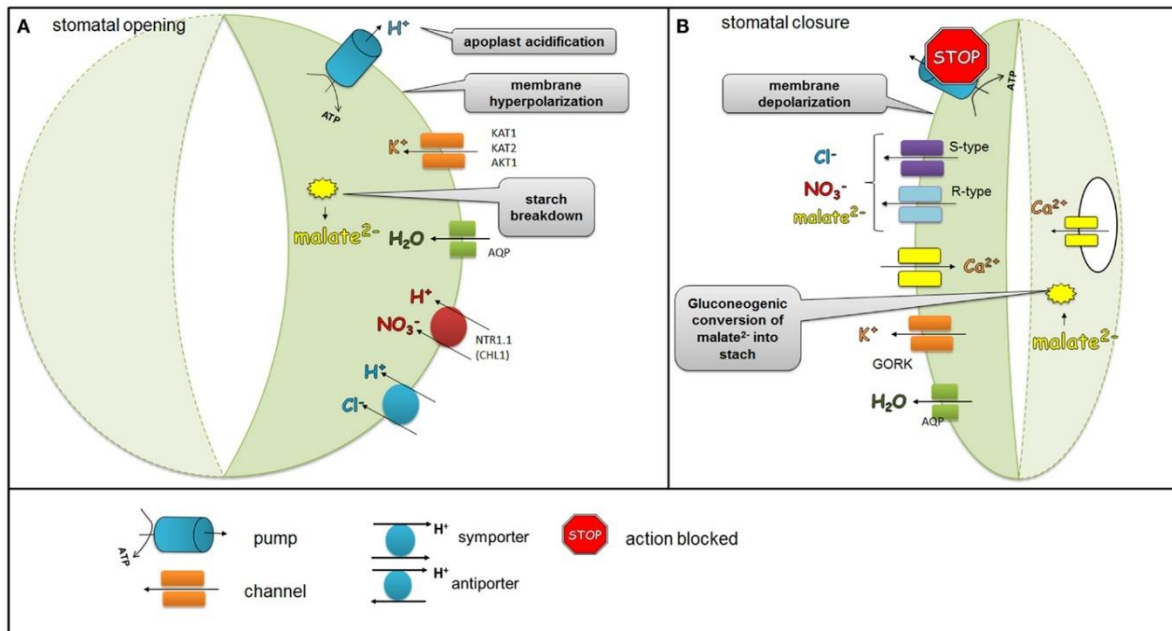 A
stomatal opening
H⁺
apoplast acidification
ATP
membrane
hyperpolarization
K⁺
KAT1
KAT2
AKT1
starch
breakdown
malate²⁻
H₂O
AQP
H⁺
NO₃⁻
NTR1.1
(CHL1)
H⁺
Cl⁻
B
stomatal closure
STOP
ATP
membrane
depolarization
S-type
Cl⁻
NO₃⁻
R-type
malate²⁻
Ca²⁺
Ca²⁺
Gluconeogenic
conversion of
malate²⁻ into
stach
K⁺
GORK
malate²⁻
H₂O
AQP
ATP
pump
channel
H⁺
symporter
H⁺
antiporter
STOP
action blocked